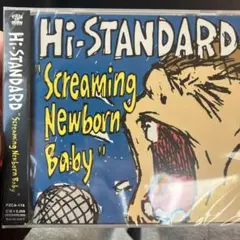 Hi-STANDARD
"Screaming
Newborn
Baby"
Hi-STANDARD
"Screaming Newborn Baby"